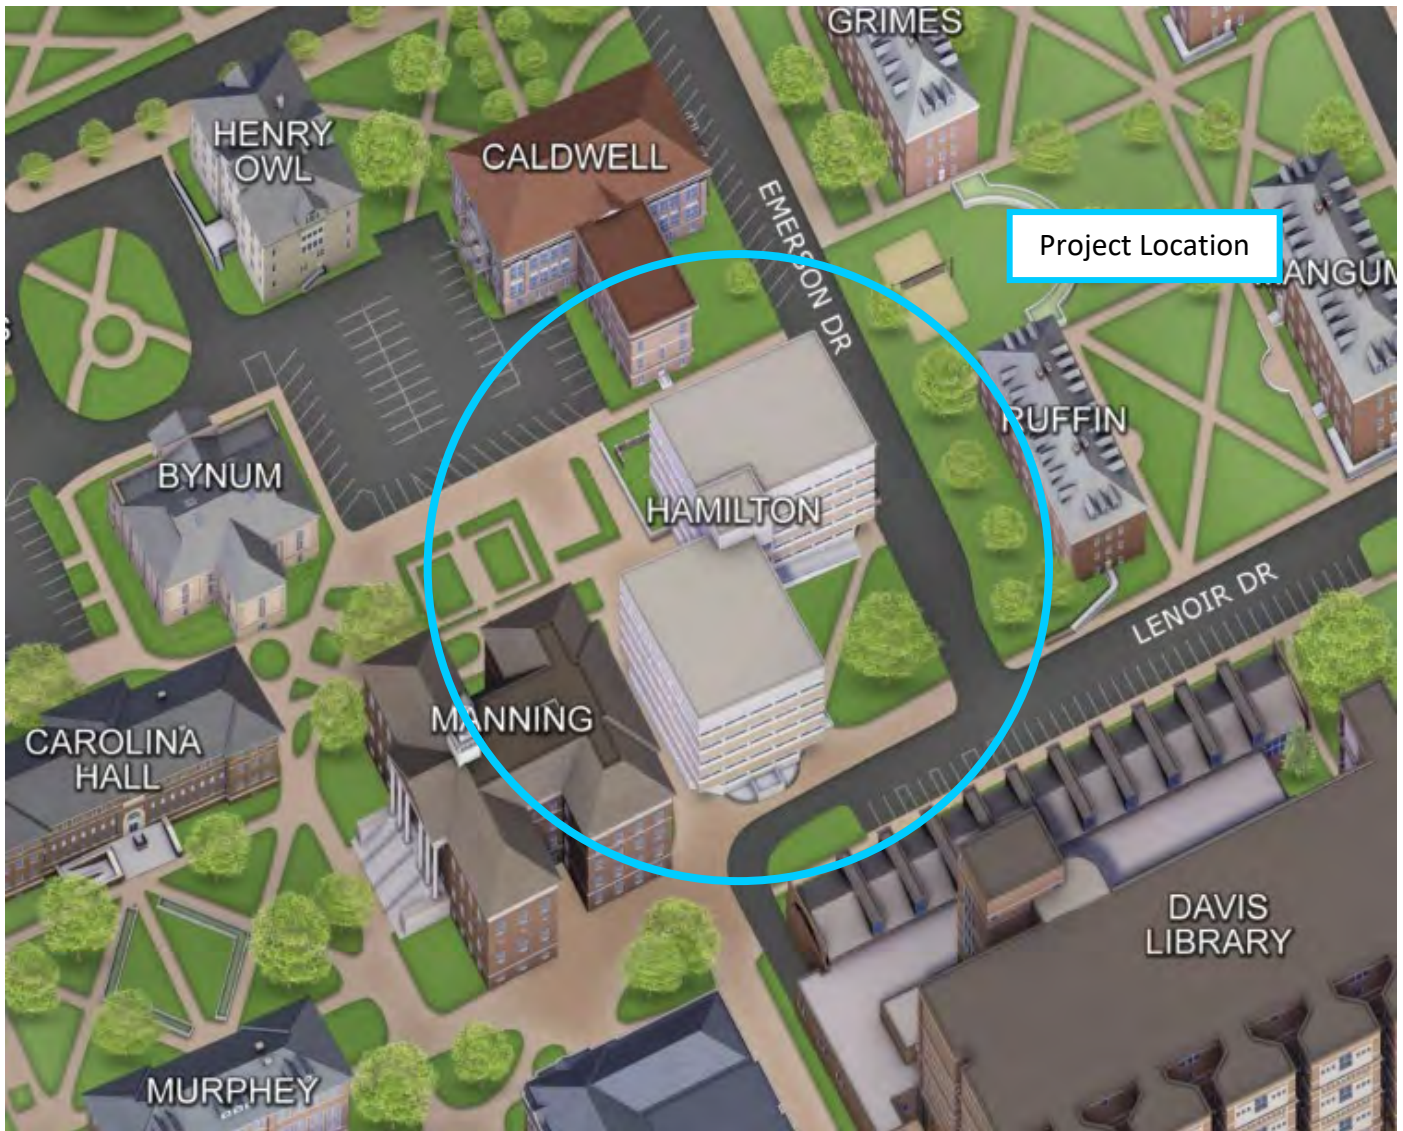 GRIMES
HENRY
OWL
CALDWELL
EMERSON DR
Project Location
MANGUM
S
RUFFIN
BYNUM
HAMILTON
LENOIR DR
MANNING
CAROLINA
HALL
DAVIS
LIBRARY
MURPHEY